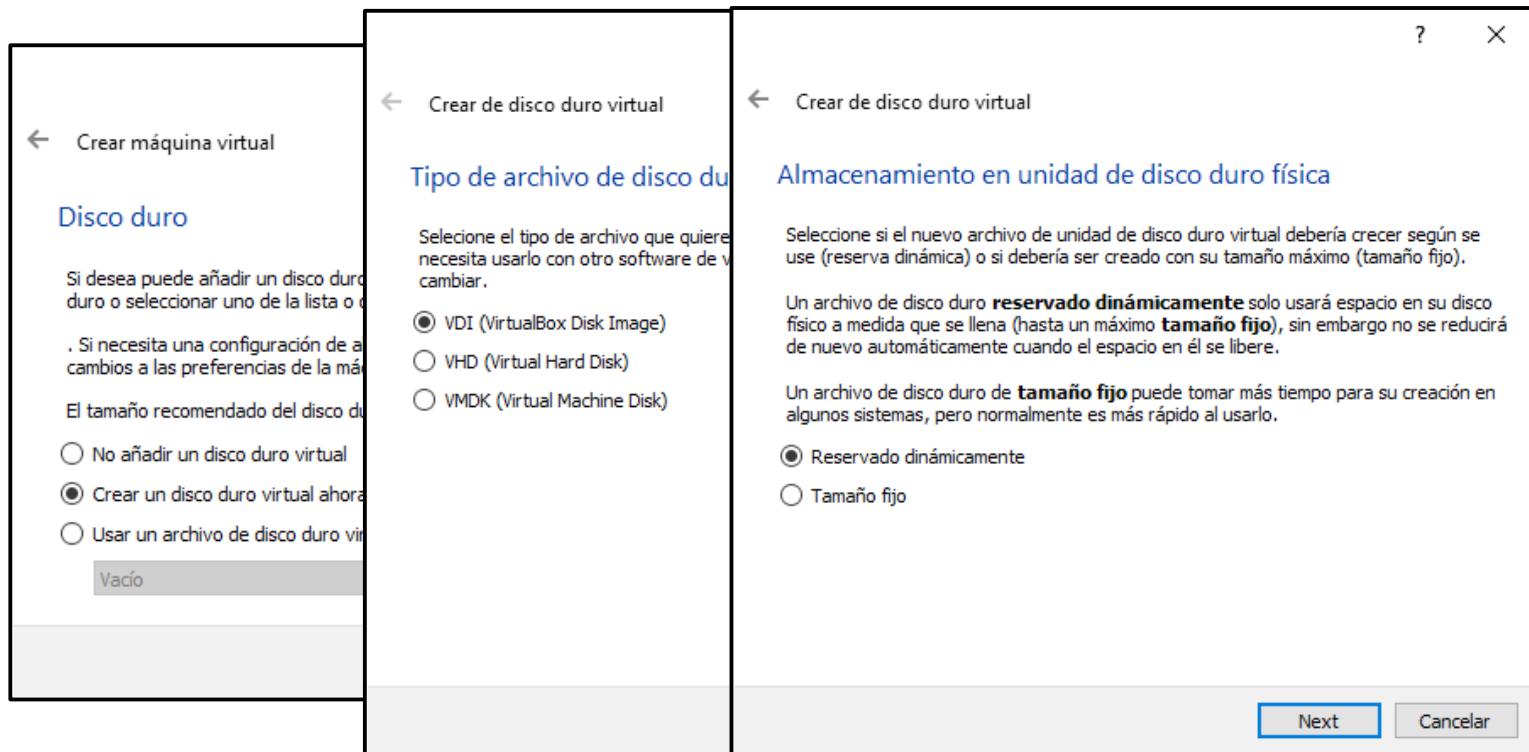 Crear máquina virtual
Disco duro
Si desea puede añadir un disco duro
duro o seleccionar uno de la lista o
. Si necesita una configuración de
cambios a las preferencias de la
El tamaño recomendado del disco
No añadir un disco duro virtual
Crear un disco duro virtual ahora
Usar un archivo de disco duro
Vacío
Crear de disco duro virtual
Tipo de archivo de disco
Selecione el tipo de archivo que quiere
necesita usarlo con otro software de
cambiar.
VDI (VirtualBox Disk Image)
VHD (Virtual Hard Disk)
VMDK (Virtual Machine Disk)
?
Crear de disco duro virtual
Almacenamiento en unidad de disco duro física
Seleccione si el nuevo archivo de unidad de disco duro virtual debería crecer según se
use (reserva dinámica) o si debería ser creado con su tamaño máximo (tamaño fijo).
Un archivo de disco duro reservado dinámicamente solo usará espacio en su disco
físico a medida que se llena (hasta un máximo tamaño fijo), sin embargo no se reducirá
de nuevo automáticamente cuando el espacio en él se libere.
Un archivo de disco duro de tamaño fijo puede tomar más tiempo para su creación en
algunos sistemas, pero normalmente es más rápido al usarlo.
Reservado dinámicamente
Tamaño fijo
Next
Cancelar